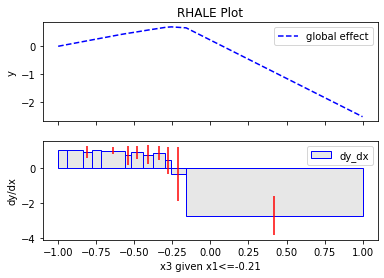 RHALE Plot
global effect
y
0
−1
−2
dy_dx
dy/dx
0
−2
−4
−1.00 −0.75 −0.50 −0.25 0.00 0.25 0.50 0.75 1.00
x3 given x1<=-0.21